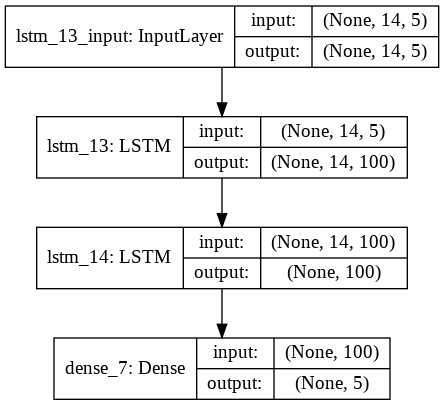 lstm_13_input: InputLayer
input: (None, 14, 5)
output: (None, 14, 5)
lstm_13: LSTM
input: (None, 14, 5)
output: (None, 14, 100)
lstm_14: LSTM
input: (None, 14, 100)
output: (None, 100)
dense_7: Dense
input: (None, 100)
output: (None, 5)